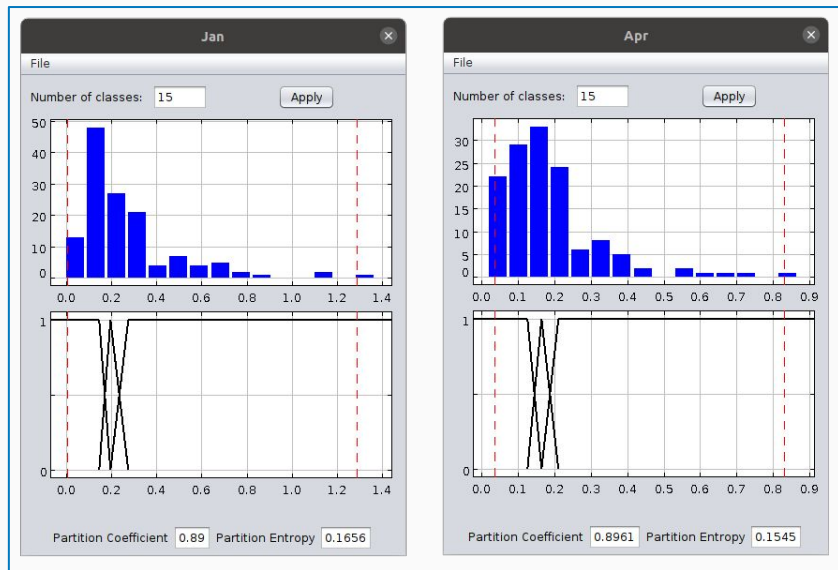 Jan
File
Number of classes: 15 Apply
50
40
30
20
10
0
0.0 0.2 0.4 0.6 0.8 1.0 1.2 1.4
1
0
0.0 0.2 0.4 0.6 0.8 1.0 1.2 1.4
Partition Coefficient 0.89 Partition Entropy 0.1656
Apr
File
Number of classes: 15 Apply
30
25
20
15
10
5
0
0.0 0.1 0.2 0.3 0.4 0.5 0.6 0.7 0.8 0.9
1
0
0.0 0.1 0.2 0.3 0.4 0.5 0.6 0.7 0.8 0.9
Partition Coefficient 0.8961 Partition Entropy 0.1545